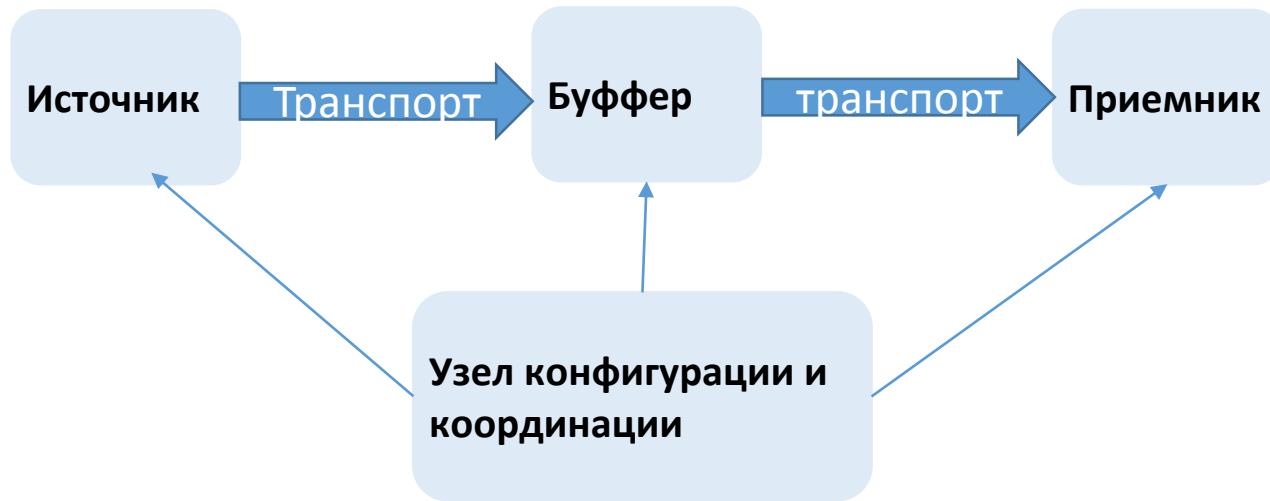 Источник
Транспорт
Буффер
транспорт
Приемник
Узел конфигурации и
координации